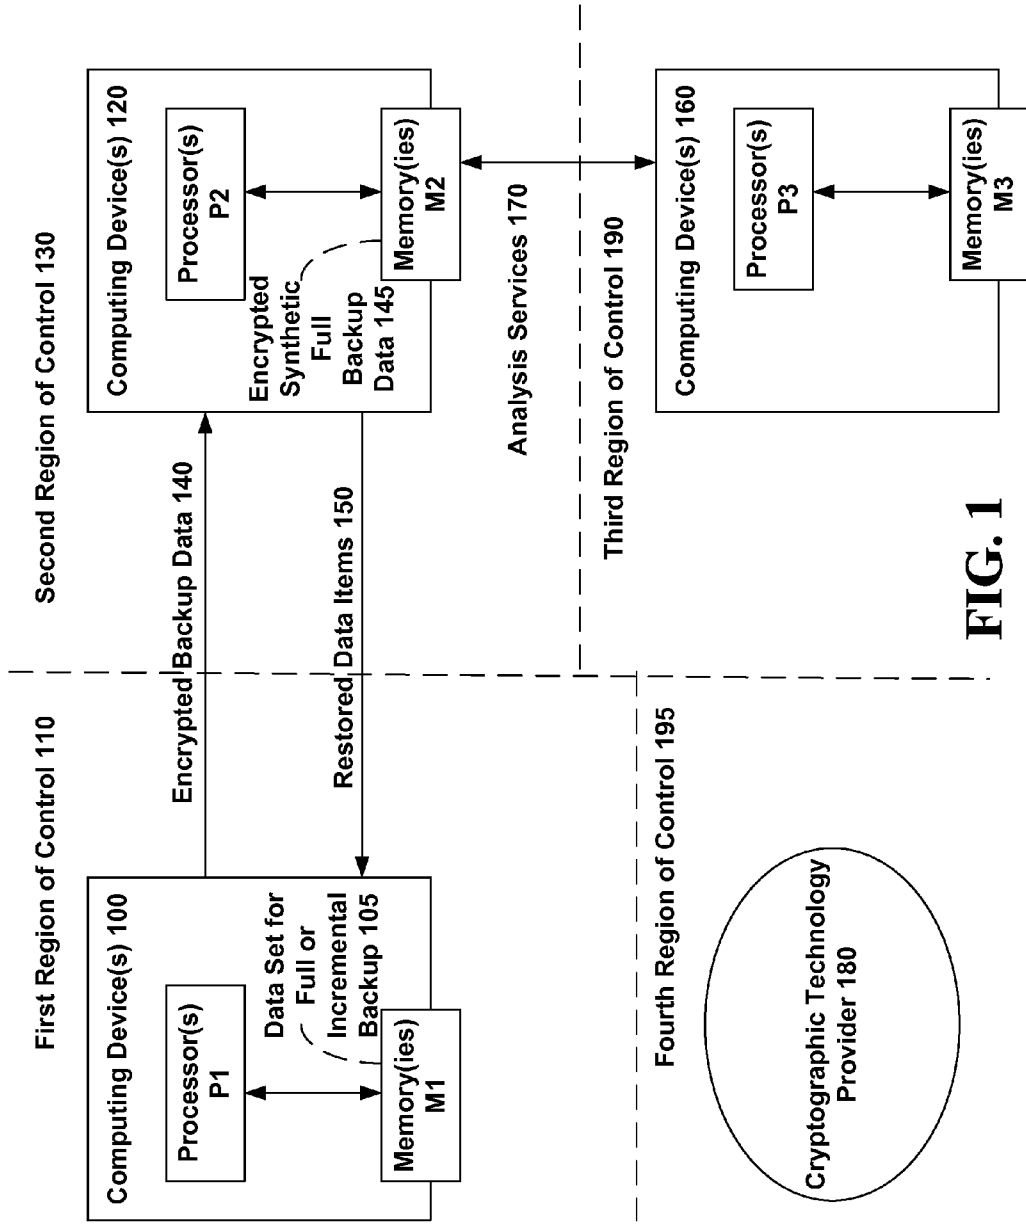 First Region of Control 110
Computing Device(s) 100
Processor(s)
P1
Data Set for
Full or
Incremental
Backup 105
Memory(ies)
M1
Encrypted Backup Data 140
Restored Data Items 150
Second Region of Control 130
Computing Device(s) 120
Processor(s)
P2
Encrypted
Synthetic
Full
Backup
Data 145
Memory(ies)
M2
Analysis Services 170
Fourth Region of Control 195
Cryptographic Technology
Provider 180
Third Region of Control 190
Computing Device(s) 160
Processor(s)
P3
Memory(ies)
M3
FIG. 1